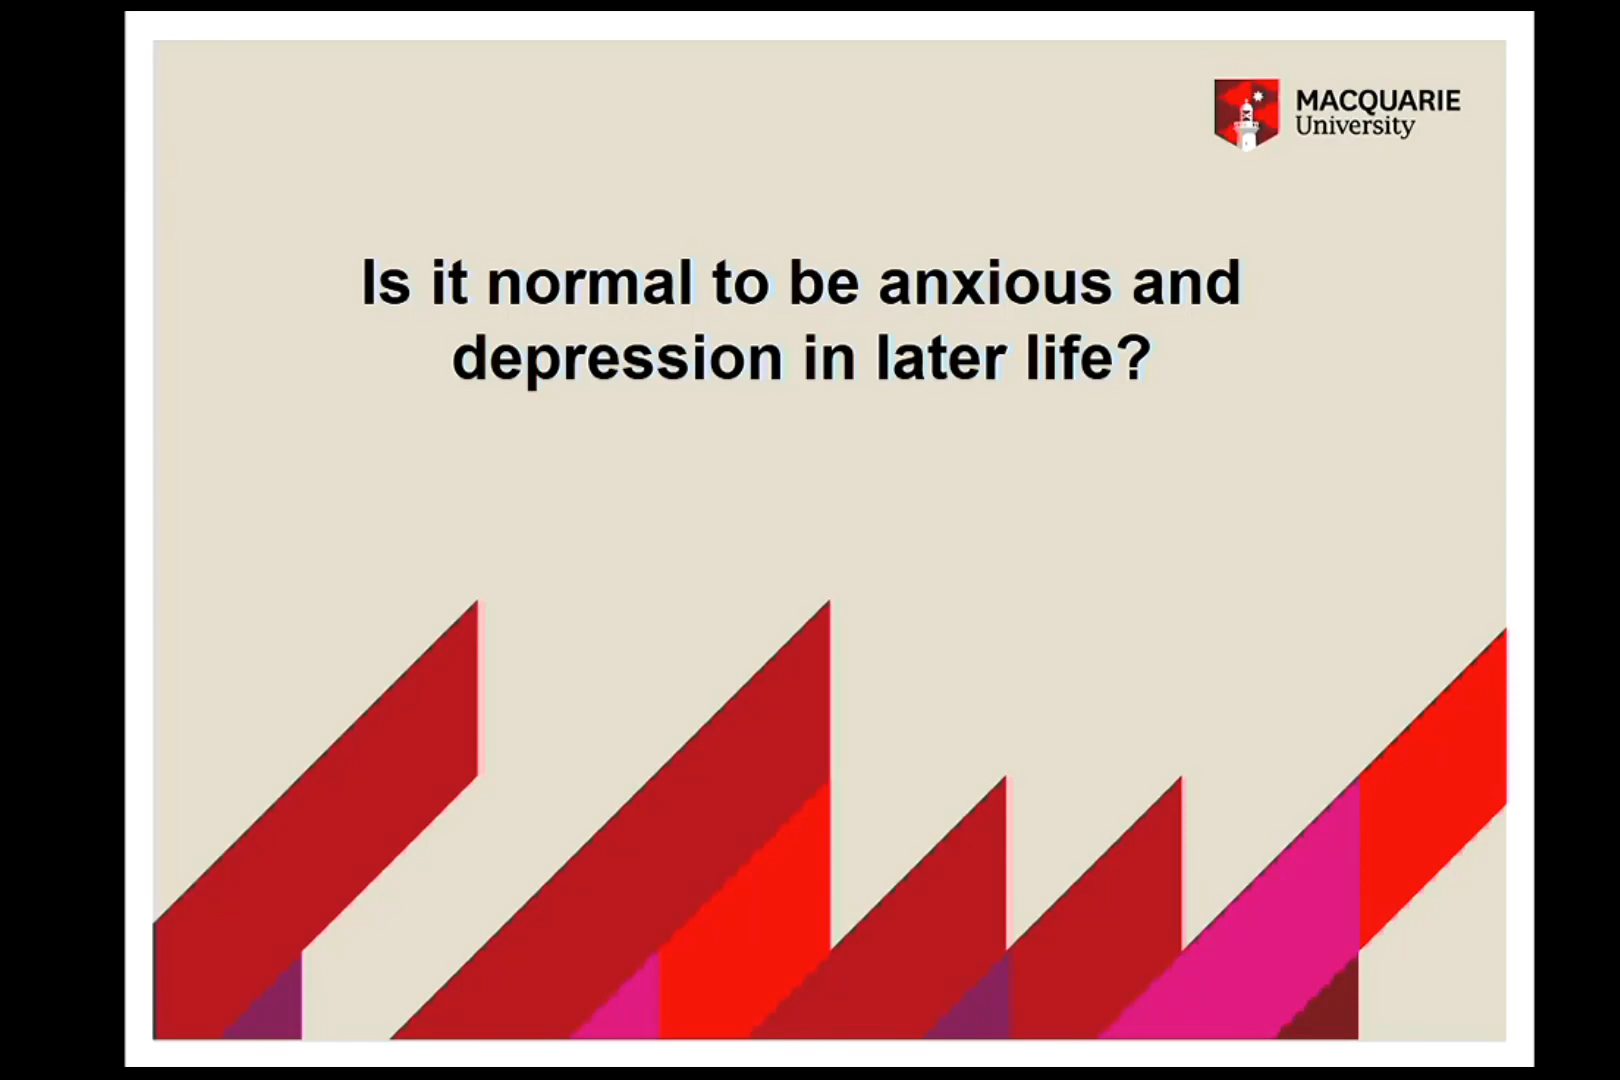 MACQUARIE
University
Is it normal to be anxious and
depression in later life?